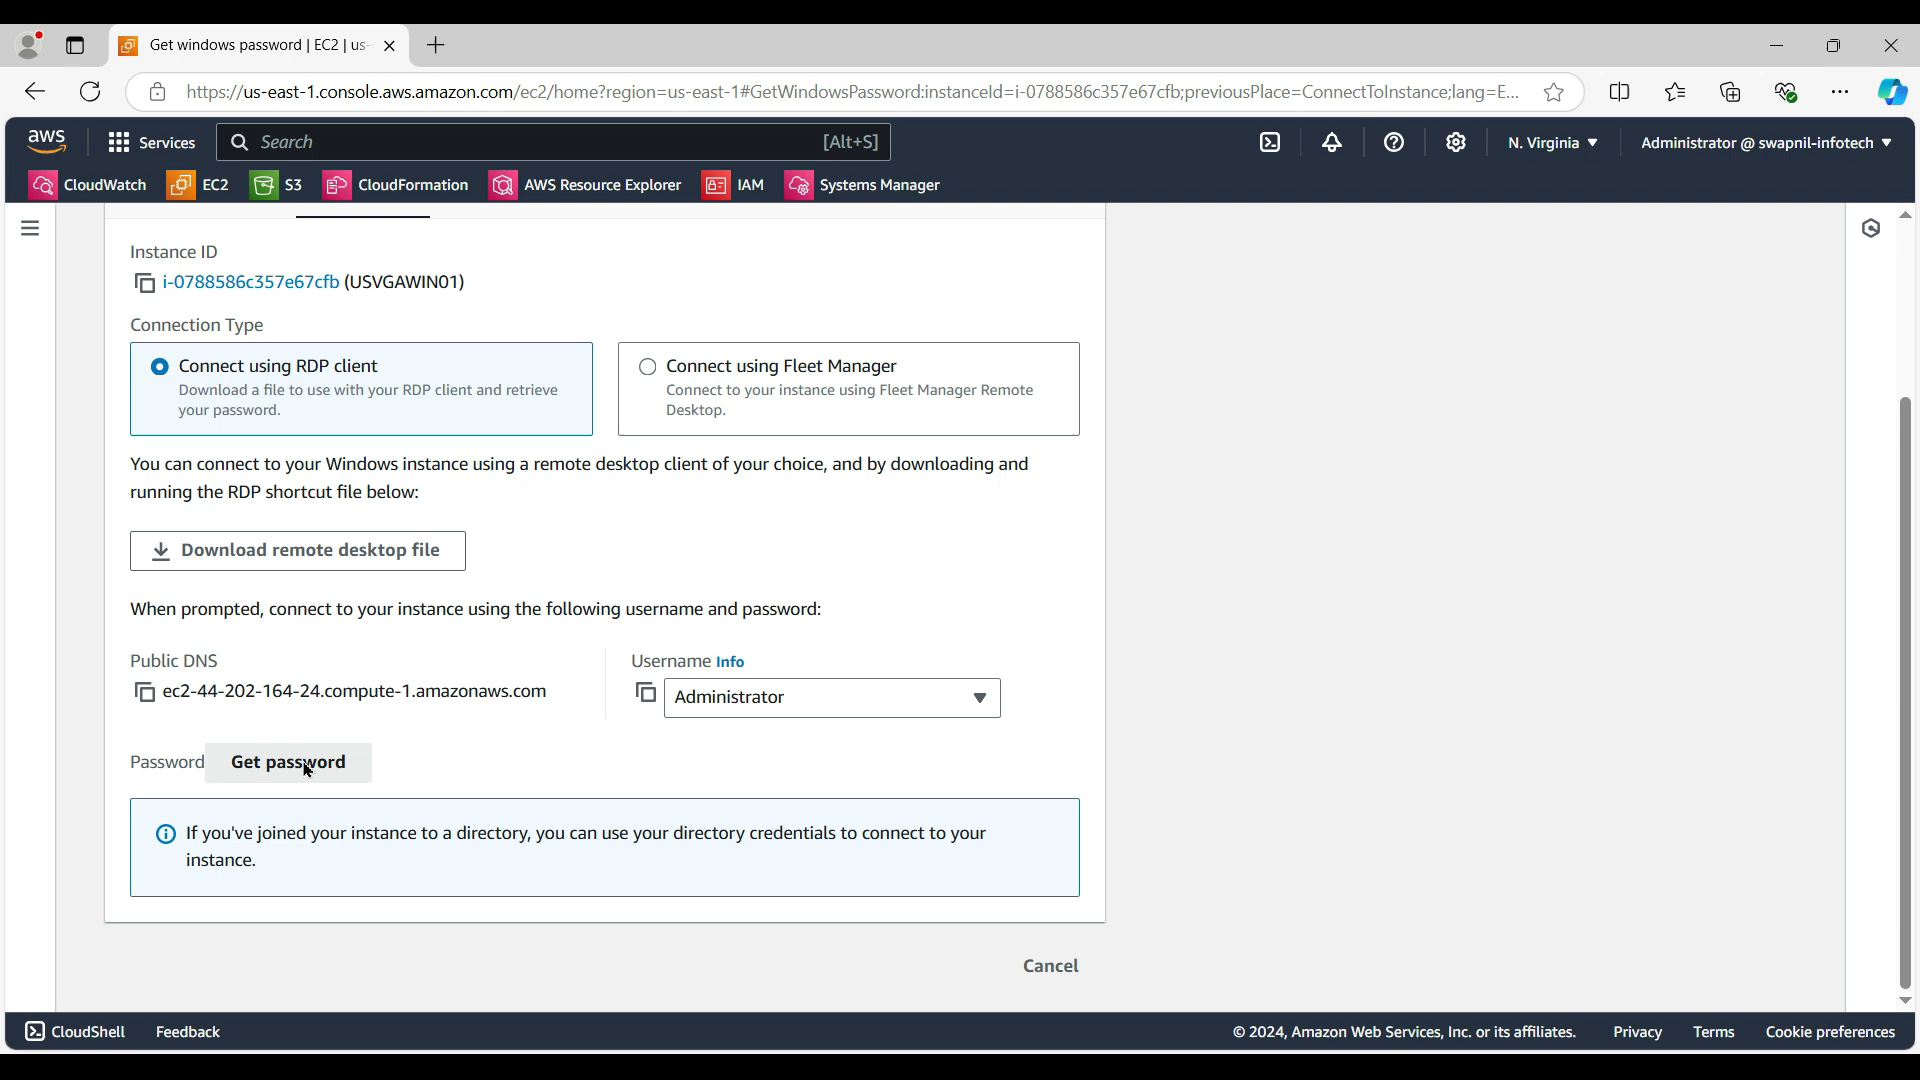 Get windows password | EC2 | us-
https://us-east-1.console.aws.amazon.com/ec2/home?region=us-east-1#GetWindowsPassword:instanceId=i-0788586c357e67cfb;previousPlace=ConnectToInstance;lang=E...
aws
Services
Search
[Alt+S]
N. Virginia
Administrator @ swapnil-infotech
CloudWatch
EC2
S3
CloudFormation
AWS Resource Explorer
IAM
Systems Manager
Instance ID
i-0788586c357e67cfb (USVGAWIN01)
Connection Type
Connect using RDP client
Download a file to use with your RDP client and retrieve
your password.
Connect using Fleet Manager
Connect to your instance using Fleet Manager Remote
Desktop.
You can connect to your Windows instance using a remote desktop client of your choice, and by downloading and
running the RDP shortcut file below:
Download remote desktop file
When prompted, connect to your instance using the following username and password:
Public DNS
ec2-44-202-164-24.compute-1.amazonaws.com
Username Info
Administrator
Password
Get password
If you've joined your instance to a directory, you can use your directory credentials to connect to your
instance.
Cancel
CloudShell
Feedback
© 2024, Amazon Web Services, Inc. or its affiliates.
Privacy
Terms
Cookie preferences